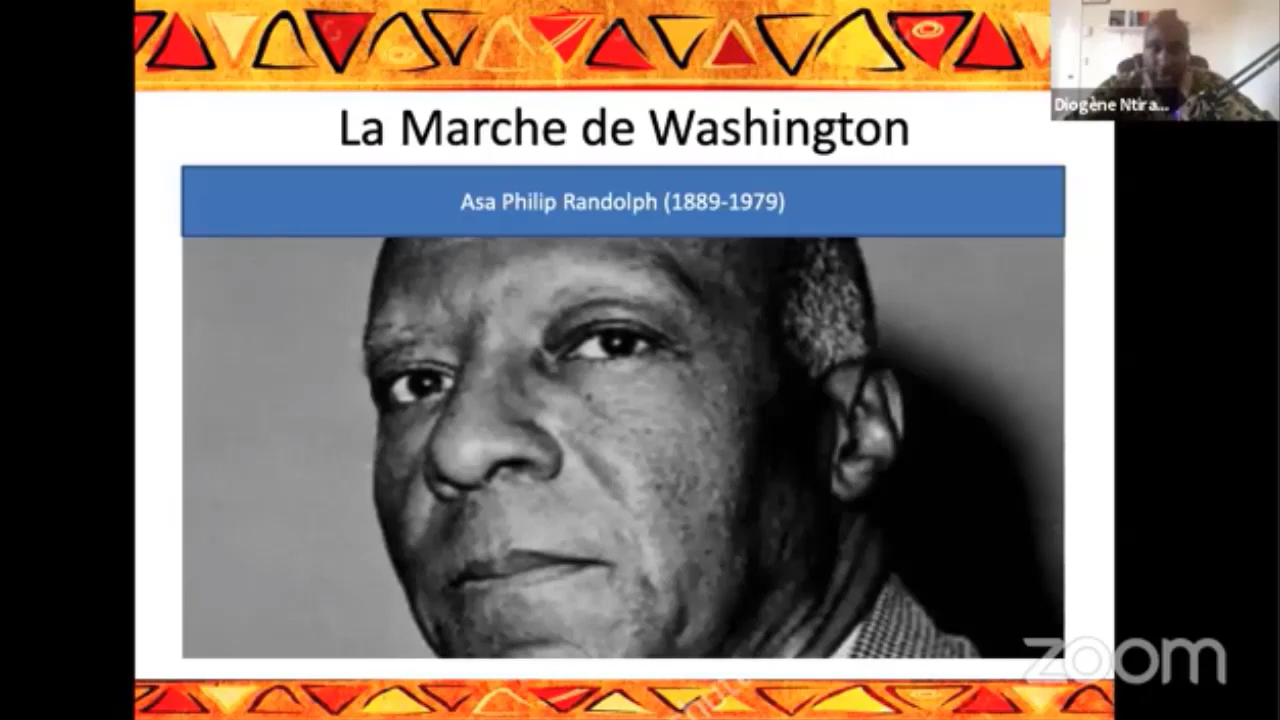 La Marche de Washington
Diogène Ntira...
Asa Philip Randolph (1889-1979)
zoom